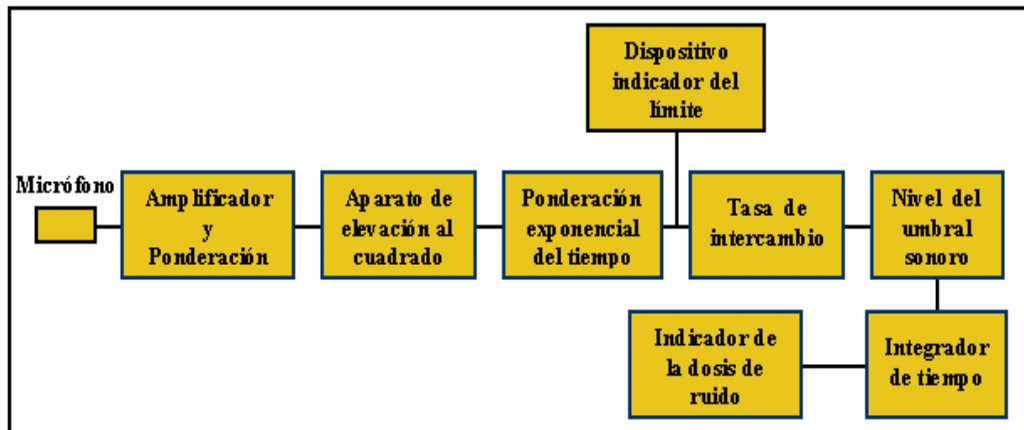 Dispositivo
indicador del
límite
Micrófono
Amplificador
y
Ponderación
Aparato de
elevación al
cuadrado
Ponderación
exponencial
del tiempo
Tasa de
intercambio
Nivel del
umbral
sonoro
Indicador de
la dosis de
ruido
Integrador
de tiempo